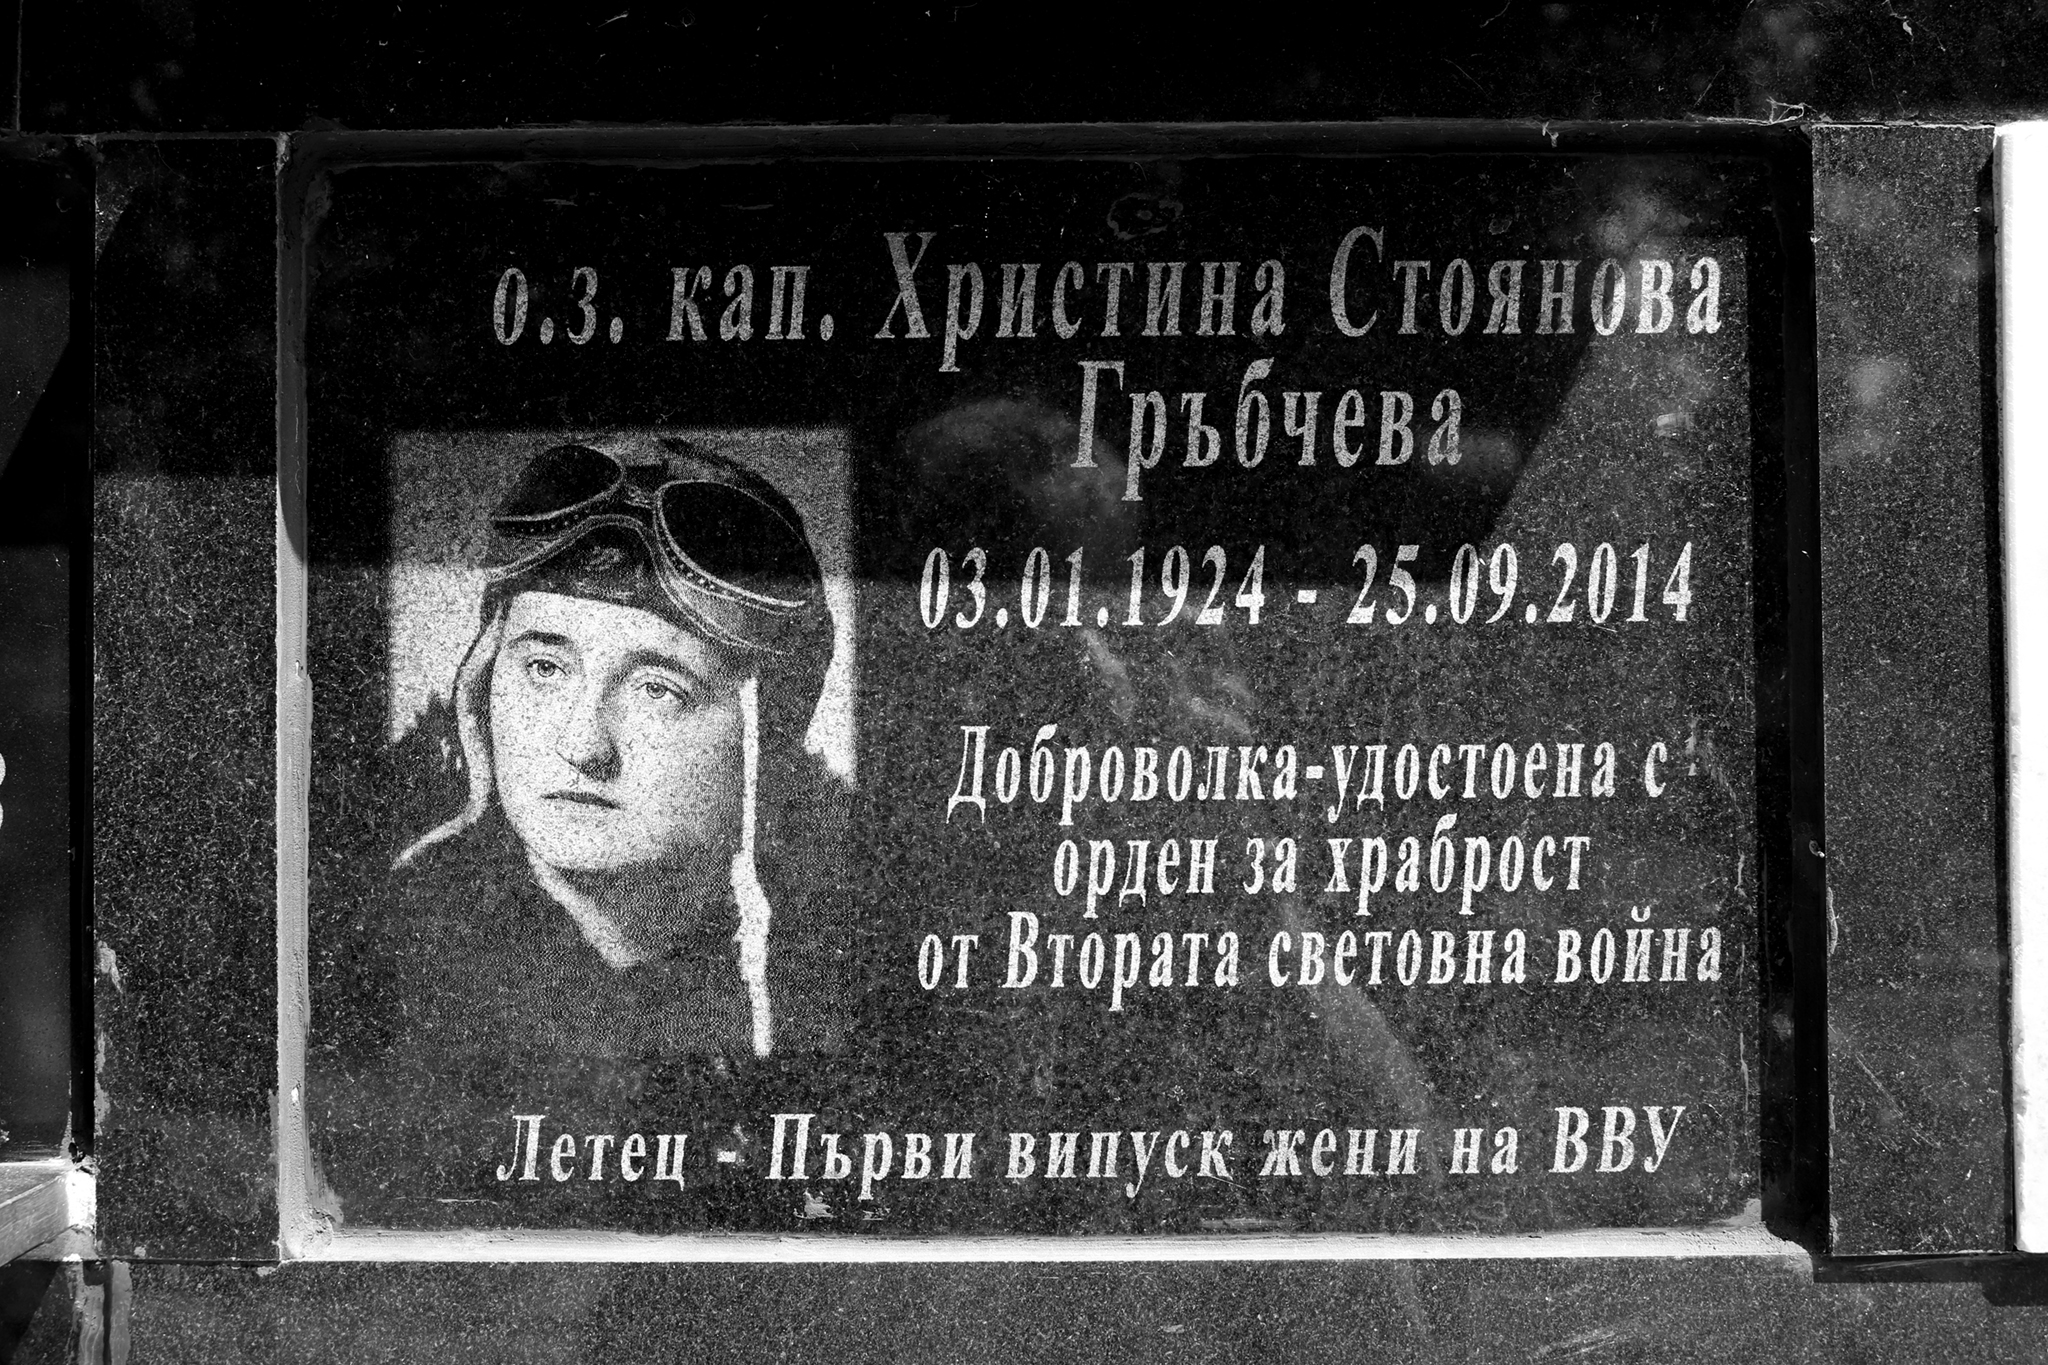 о.з. кап. Христина Стоянова
Гръбчева
03.01.1924 - 25.09.2014
Доброволка-удостоена с
орден за храброст
от Втората световна война
Летец - Първи випуск жени на ВВУ